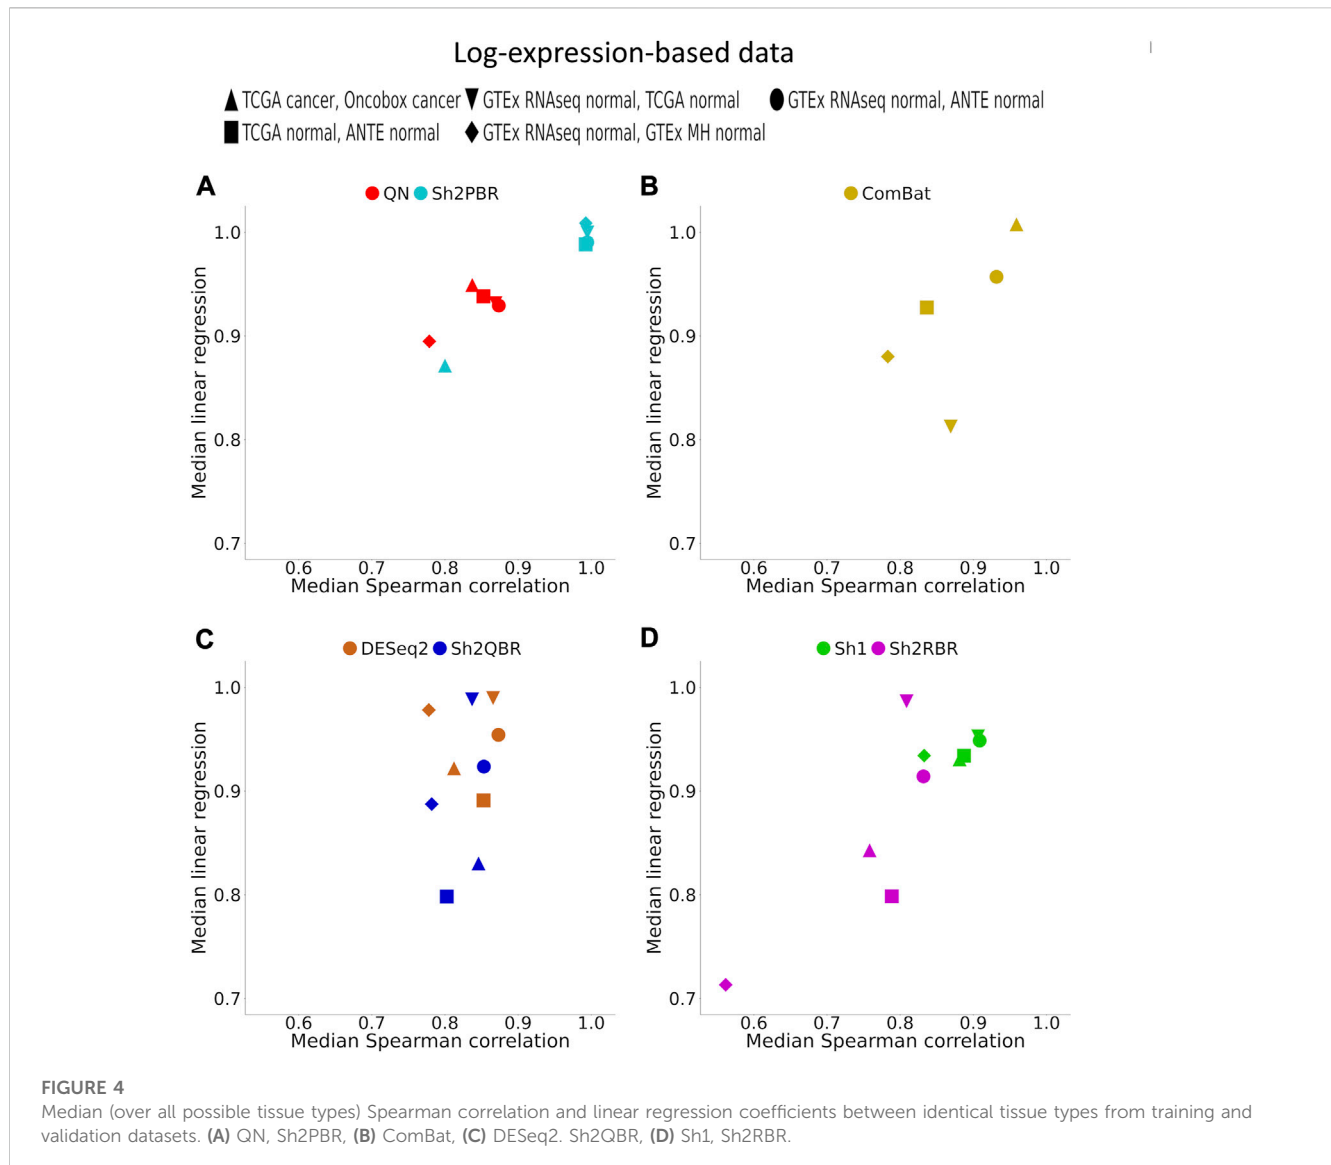 Log-expression-based data
TCGA cancer, Oncobox cancer GTEx RNAseq normal, TCGA normal GTEx RNAseq normal, ANTE normal
TCGA normal, ANTE normal GTEx RNAseq normal, GTEx MH normal
A QN Sh2PBR
Median linear regression
1.0
0.9
0.8
0.7
0.6 0.7 0.8 0.9 1.0
Median Spearman correlation
B ComBat
Median linear regression
1.0
0.9
0.8
0.7
0.6 0.7 0.8 0.9 1.0
Median Spearman correlation
C DESeq2 Sh2QBR
Median linear regression
1.0
0.9
0.8
0.7
0.6 0.7 0.8 0.9 1.0
Median Spearman correlation
D Sh1 Sh2RBR
Median linear regression
1.0
0.9
0.8
0.7
0.6 0.7 0.8 0.9 1.0
Median Spearman correlation
FIGURE 4
Median (over all possible tissue types) Spearman correlation and linear regression coefficients between identical tissue types from training and
validation datasets. (A) QN, Sh2PBR, (B) ComBat, (C) DESeq2. Sh2QBR, (D) Sh1, Sh2RBR.